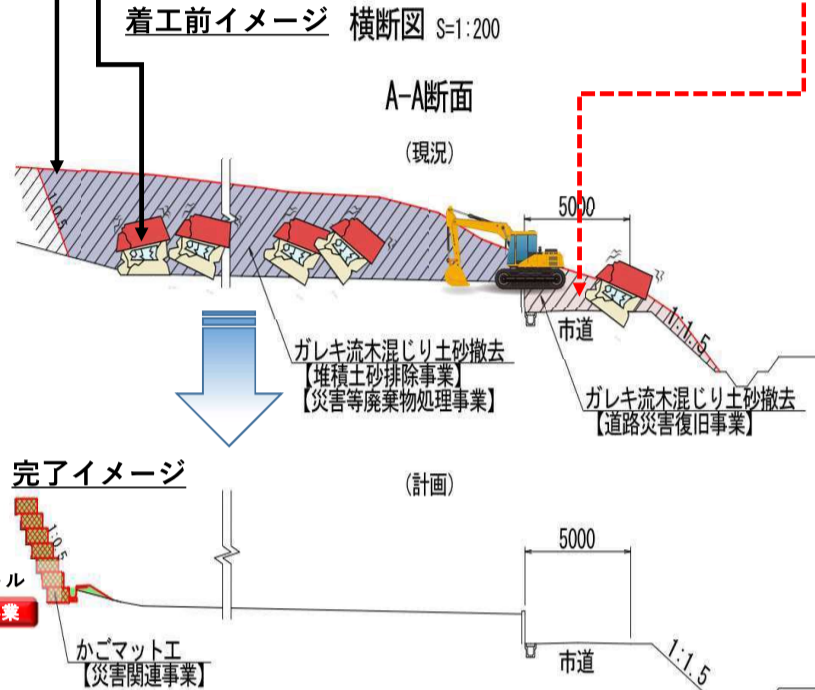 着工前イメージ 横断図 S=1:200
A-A断面
(現況)
1:0.5
5000
市道
1:1.5
ガレキ流木混じり土砂撤去
【堆積土砂排除事業】
【災害等廃棄物処理事業】
ガレキ流木混じり土砂撤去
【道路災害復旧事業】
完了イメージ
(計画)
1:0.5
5000
ル
業
かごマット工
【災害関連事業】
市道
1:1.5